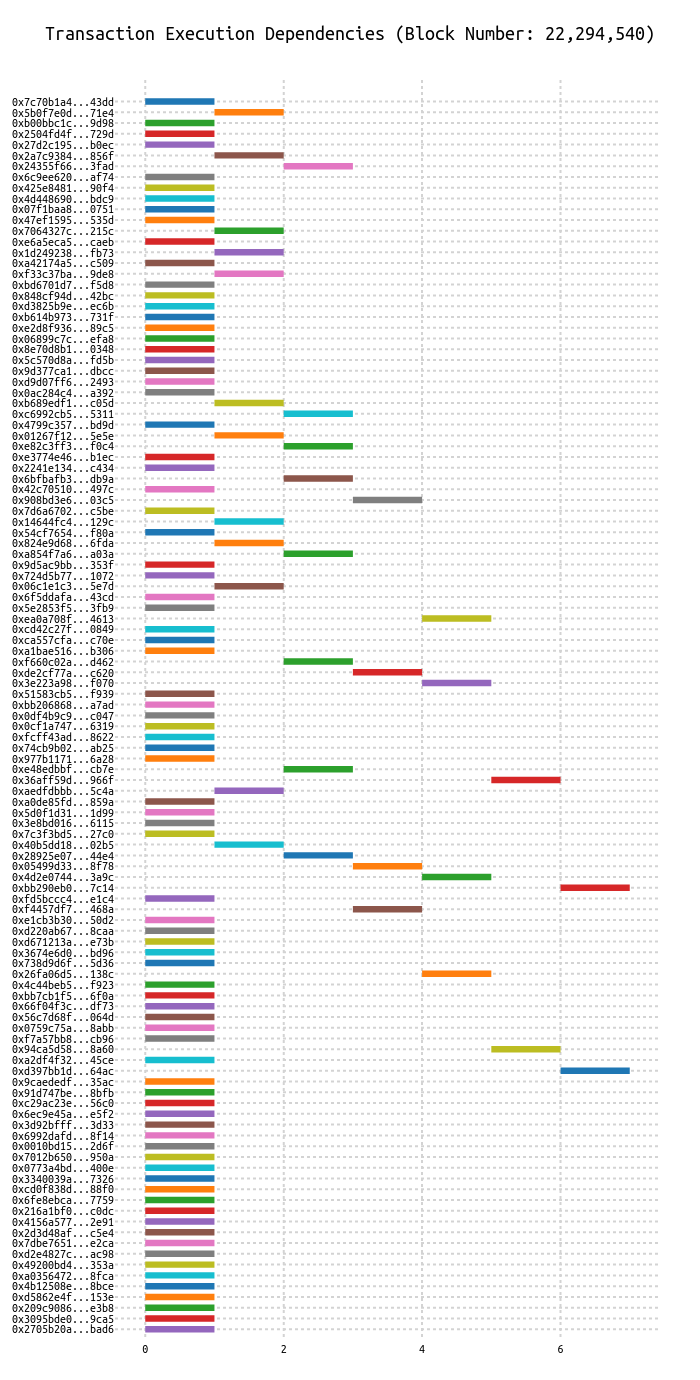 Transaction Execution Dependencies (Block Number: 22,294,540)
0x7c70b1a4...43dd
0x5b0f7e0d...71e4
0xb00bbc1c...9d98
0x2504fd4f...729d
0x27d2c195...b0ec
0x2a7c9384...856f
0x24355f66...3fad
0x6c9ee620...af74
0x425e8481...90f4
0x4d448690...bdc9
0x07f1baa8...0751
0x47ef1595...535d
0x7064327c...215c
0xe6a5eca5...caeb
0x1d249238...fb73
0xa42174a5...c509
0xf33c37ba...9de8
0xbd6701d7...f5d8
0x848cf94d...42bc
0xd3825b9e...ec6b
0xb614b973...731f
0xe2d8f936...89c5
0x06899c7c...efa8
0x8e70d8b1...0348
0x5c570d8a...fd5b
0x9d377ca1...dbcc
0xd9d07ff6...2493
0x0ac284c4...a392
0xb689edf1...c05d
0xc6992cb5...5311
0x4799c357...bd9d
0x01267f12...5e5e
0xe82c3ff3...f0c4
0xe3774e46...b1ec
0x2241e134...c434
0x6bfbafb3...db9a
0x42c70510...497c
0x908bd3e6...03c5
0x7d6a6702...c5be
0x14644fc4...129c
0x54cf7654...f80a
0x824e9d68...6fda
0xa854f7a6...a03a
0x9d5ac9bb...353f
0x724d5b77...1072
0x06c1e1c3...5e7d
0x6f5ddafa...43cd
0x5e2853f5...3fb9
0xea0a708f...4613
0xcd42c27f...0849
0xca557cfa...c70e
0xa1bae516...b306
0xf660c02a...d462
0xde2cf77a...c620
0x3e223a98...f070
0x51583cb5...f939
0xbb206868...a7ad
0x0df4b9c9...c047
0x0cf1a747...6319
0xfcff43ad...8622
0x74cb9b02...ab25
0x977b1171...6a28
0xe48edbbf...cb7e
0x36aff59d...966f
0xaedfdbbb...5c4a
0xa0de85fd...859a
0x5d0f1d31...1d99
0x3e8bd016...6115
0x7c3f3bd5...27c0
0x40b5dd18...02b5
0x28925e07...44e4
0x05499d33...8f78
0x4d2e0744...3a9c
0xbb290eb0...7c14
0xfd5bccc4...e1c4
0xf4457df7...468a
0xe1cb3b30...50d2
0xd220ab67...8caa
0xd671213a...e73b
0x3674e6d0...bd96
0x738d9d6f...5d36
0x26fa06d5...138c
0x4c44beb5...f923
0xbb7cb1f5...6f0a
0x66f04f3c...df73
0x56c7d68f...064d
0x0759c75a...8abb
0xf7a57bb8...cb96
0x94ca5d58...8a60
0xa2df4f32...45ce
0xd397bb1d...64ac
0x9caededf...35ac
0x91d747be...8bfb
0xc29ac23e...56c0
0x6ec9e45a...e5f2
0x3d92bfff...3d33
0x6992dafd...8f14
0x0010bd15...2d6f
0x7012b650...950a
0x0773a4bd...400e
0x3340039a...7326
0xcd0f838d...88f0
0x6fe8ebca...7759
0x216a1bf0...c0dc
0x4156a577...2e91
0x2d3d48af...c5e4
0x7dbe7651...e2ca
0xd2e4827c...ac98
0x49200bd4...353a
0xa0356472...8fca
0x4b12508e...8bce
0xd5862e4f...153e
0x209c9086...e3b8
0x3095bde0...9ca5
0x2705b20a...bad6
0 2 4 6